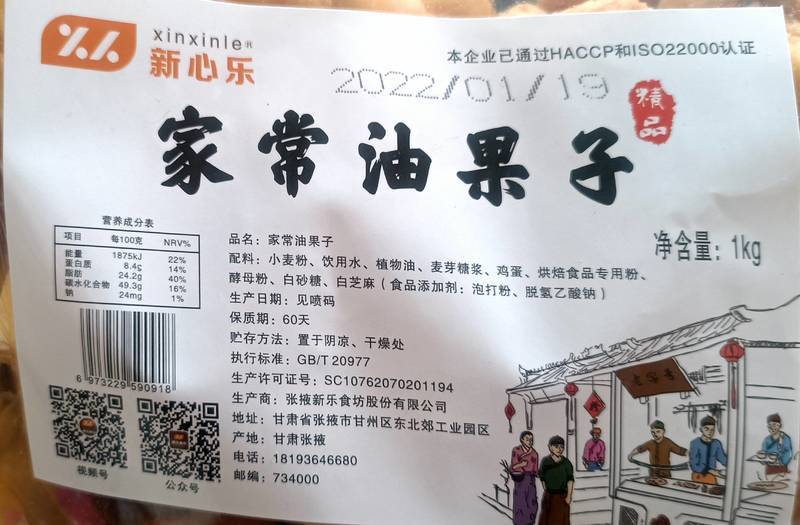 xinxinle®
新心乐
本企业已通过HACCP和ISO22000认证
2022/01/19
精品
家常油果子
净含量：1kg
营养成分表
项目 每100克 NRV%
能量 1875kJ 22%
蛋白质 8.4g 14%
脂肪 24.2g 40%
碳水化合物 49.3g 16%
钠 24mg 1%
6 973229 590918
视频号
公众号
品名：家常油果子
配料：小麦粉、饮用水、植物油、麦芽糖浆、鸡蛋、烘焙食品专用粉、
酵母粉、白砂糖、白芝麻（食品添加剂：泡打粉、脱氢乙酸钠）
生产日期：见喷码
保质期：60天
贮存方法：置于阴凉、干燥处
执行标准：GB/T 20977
生产许可证号：SC10762070201194
生产商：张掖新乐食坊股份有限公司
地址：甘肃省张掖市甘州区东北郊工业园区
产地：甘肃张掖
电话：18193646680
邮编：734000
老字号